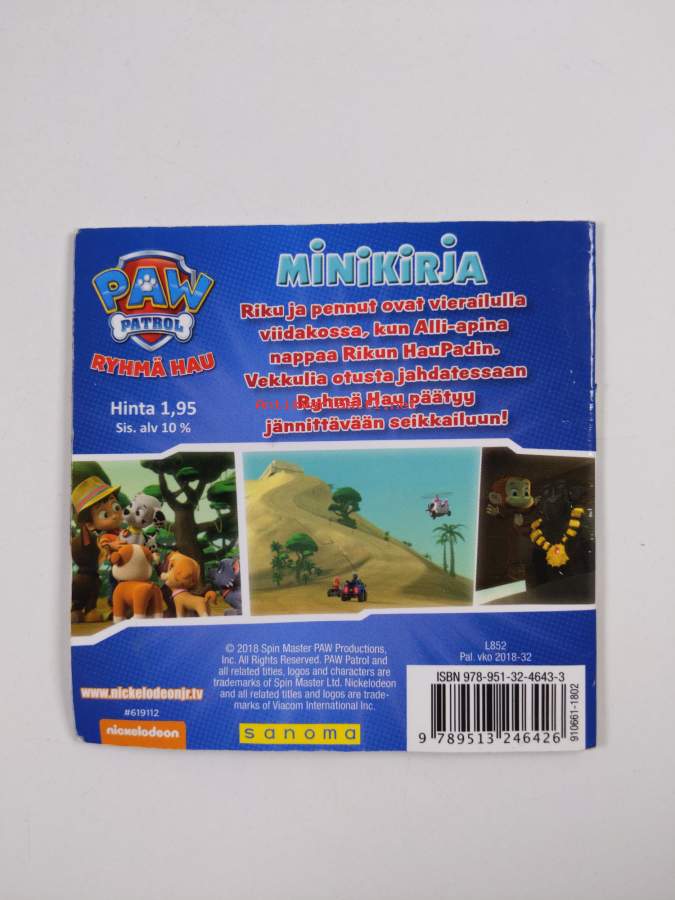 PAW
PATROL
RYHMÄ HAU
Hinta 1,95
Sis. alv 10 %
MINIKIRJA
Riku ja pennut ovat vierailulla
viidakossa, kun Alli-apina
nappaa Rikun HauPadin.
Vekkulia otusta jahdatessaan
Ryhmä Hau päätyy
jännittävään seikkailuun!
www.nickelodeonjr.tv
#619112
nickelodeon
© 2018 Spin Master PAW Productions,
Inc. All Rights Reserved. PAW Patrol and
all related titles, logos and characters are
trademarks of Spin Master Ltd. Nickelodeon
and all related titles and logos are trade-
marks of Viacom International Inc.
sanoma
L852
Pal. vko 2018-32
ISBN 978-951-32-4643-3
9 789513 246426
910661-1802